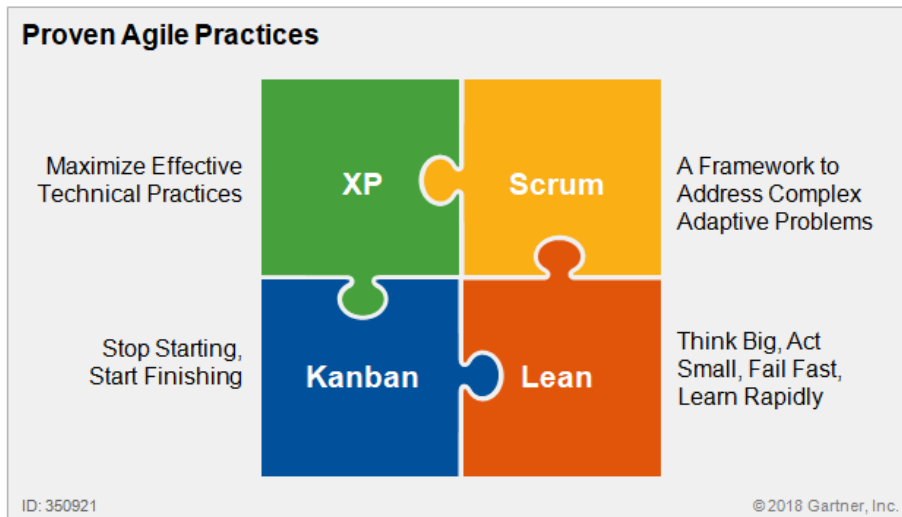 Proven Agile Practices
Maximize Effective
Technical Practices
XP
Scrum
A Framework to
Address Complex
Adaptive Problems
Stop Starting,
Start Finishing
Kanban
Lean
Think Big, Act
Small, Fail Fast,
Learn Rapidly
ID: 350921
©2018 Gartner, Inc.